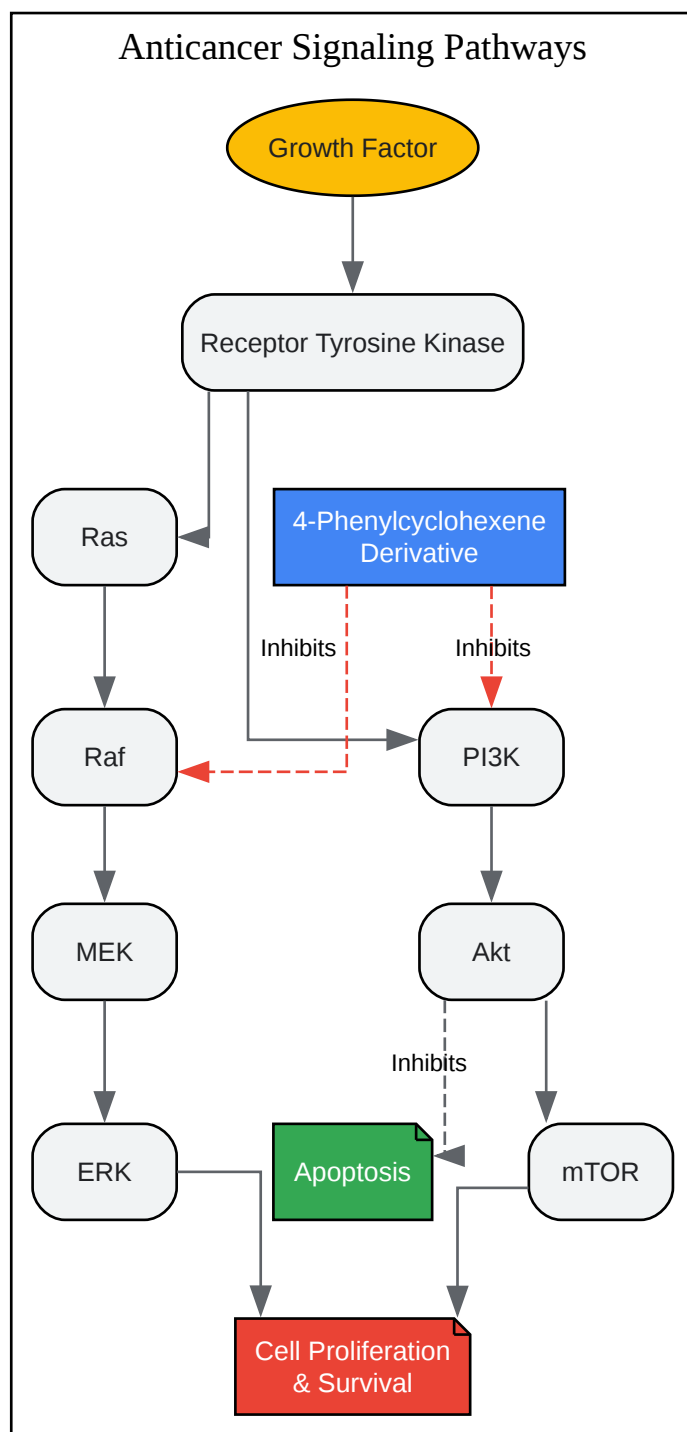 Anticancer Signaling Pathways
Growth Factor
Receptor Tyrosine Kinase
Ras
4-Phenylcyclohexene
Derivative
Inhibits
Inhibits
Raf
PI3K
MEK
Akt
Inhibits
ERK
Apoptosis
mTOR
Cell Proliferation
& Survival